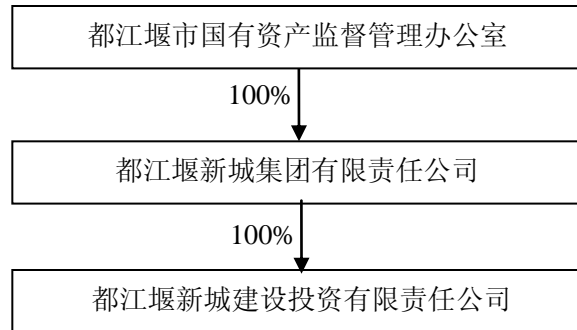 都江堰市国有资产监督管理办公室
100%
都江堰新城集团有限责任公司
100%
都江堰新城建设投资有限责任公司